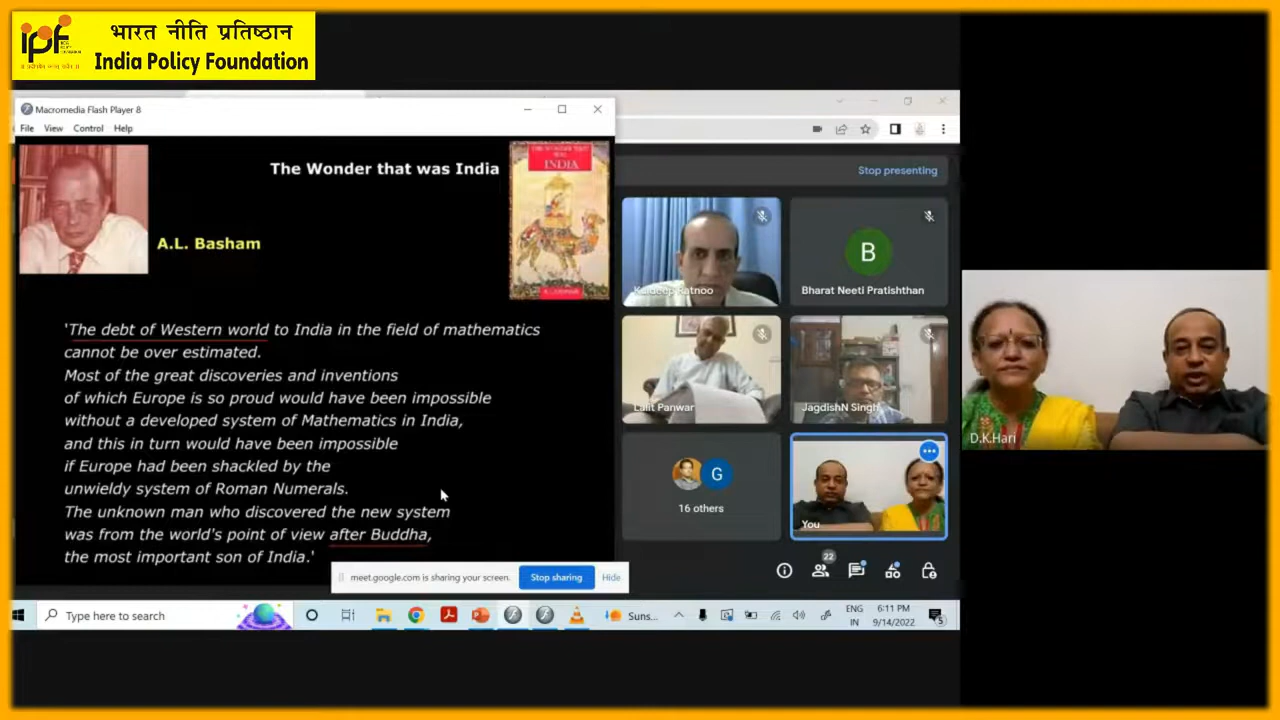 भारत नीति प्रतिष्ठान
India Policy Foundation
ipf
Macromedia Flash Player 8
File View Control Help
The Wonder that was India
INDIA
A.L. Basham
'The debt of Western world to India in the field of mathematics
cannot be over estimated.
Most of the great discoveries and inventions
of which Europe is so proud would have been impossible
without a developed system of Mathematics in India,
and this in turn would have been impossible
if Europe had been shackled by the
unwieldy system of Roman Numerals.
The unknown man who discovered the new system
was from the world's point of view after Buddha,
the most important son of India.'
Stop presenting
Kuldeep Ratnoo
B
Bharat Neeti Pratishthan
Lalit Panwar
JagdishN Singh
G
16 others
You
22
D.K.Hari
meet.google.com is sharing your screen.
Stop sharing
Hide
Type here to search
Suns...
ENG
IN
6:11 PM
9/14/2022
5